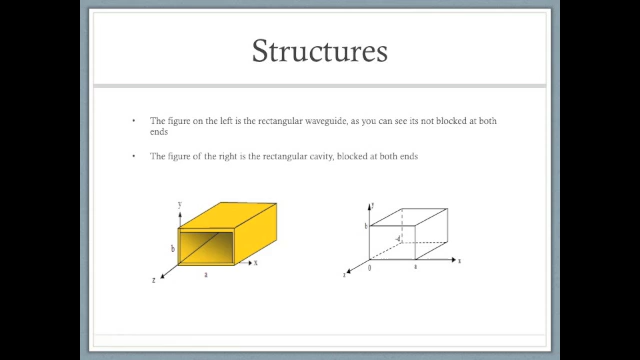 Structures
• The figure on the left is the rectangular waveguide, as you can see its not blocked at both
ends
• The figure of the right is the rectangular cavity, blocked at both ends
y
b
x
a
z
y
b
-d
z
0
a
x